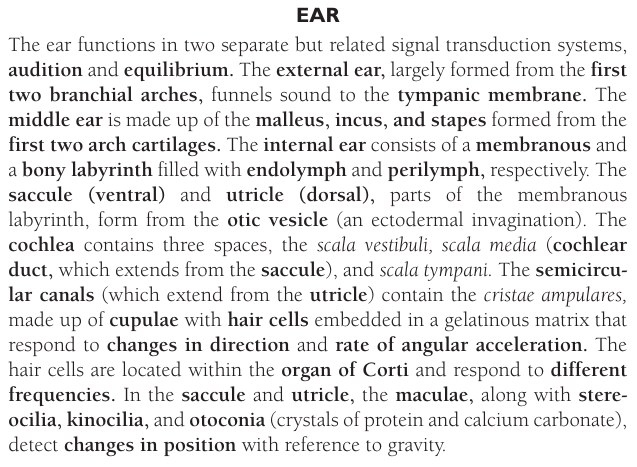 EAR
The ear functions in two separate but related signal transduction systems,
audition and equilibrium. The external ear, largely formed from the first
two branchial arches, funnels sound to the tympanic membrane. The
middle ear is made up of the malleus, incus, and stapes formed from the
first two arch cartilages. The internal ear consists of a membranous and
a bony labyrinth filled with endolymph and perilymph, respectively. The
saccule (ventral) and utricle (dorsal), parts of the membranous
labyrinth, form from the otic vesicle (an ectodermal invagination). The
cochlea contains three spaces, the scala vestibuli, scala media (cochlear
duct, which extends from the saccule), and scala tympani. The semicircu-
lar canals (which extend from the utricle) contain the cristae ampulares,
made up of cupulae with hair cells embedded in a gelatinous matrix that
respond to changes in direction and rate of angular acceleration. The
hair cells are located within the organ of Corti and respond to different
frequencies. In the saccule and utricle, the maculae, along with stere-
ocilia, kinocilia, and otoconia (crystals of protein and calcium carbonate),
detect changes in position with reference to gravity.